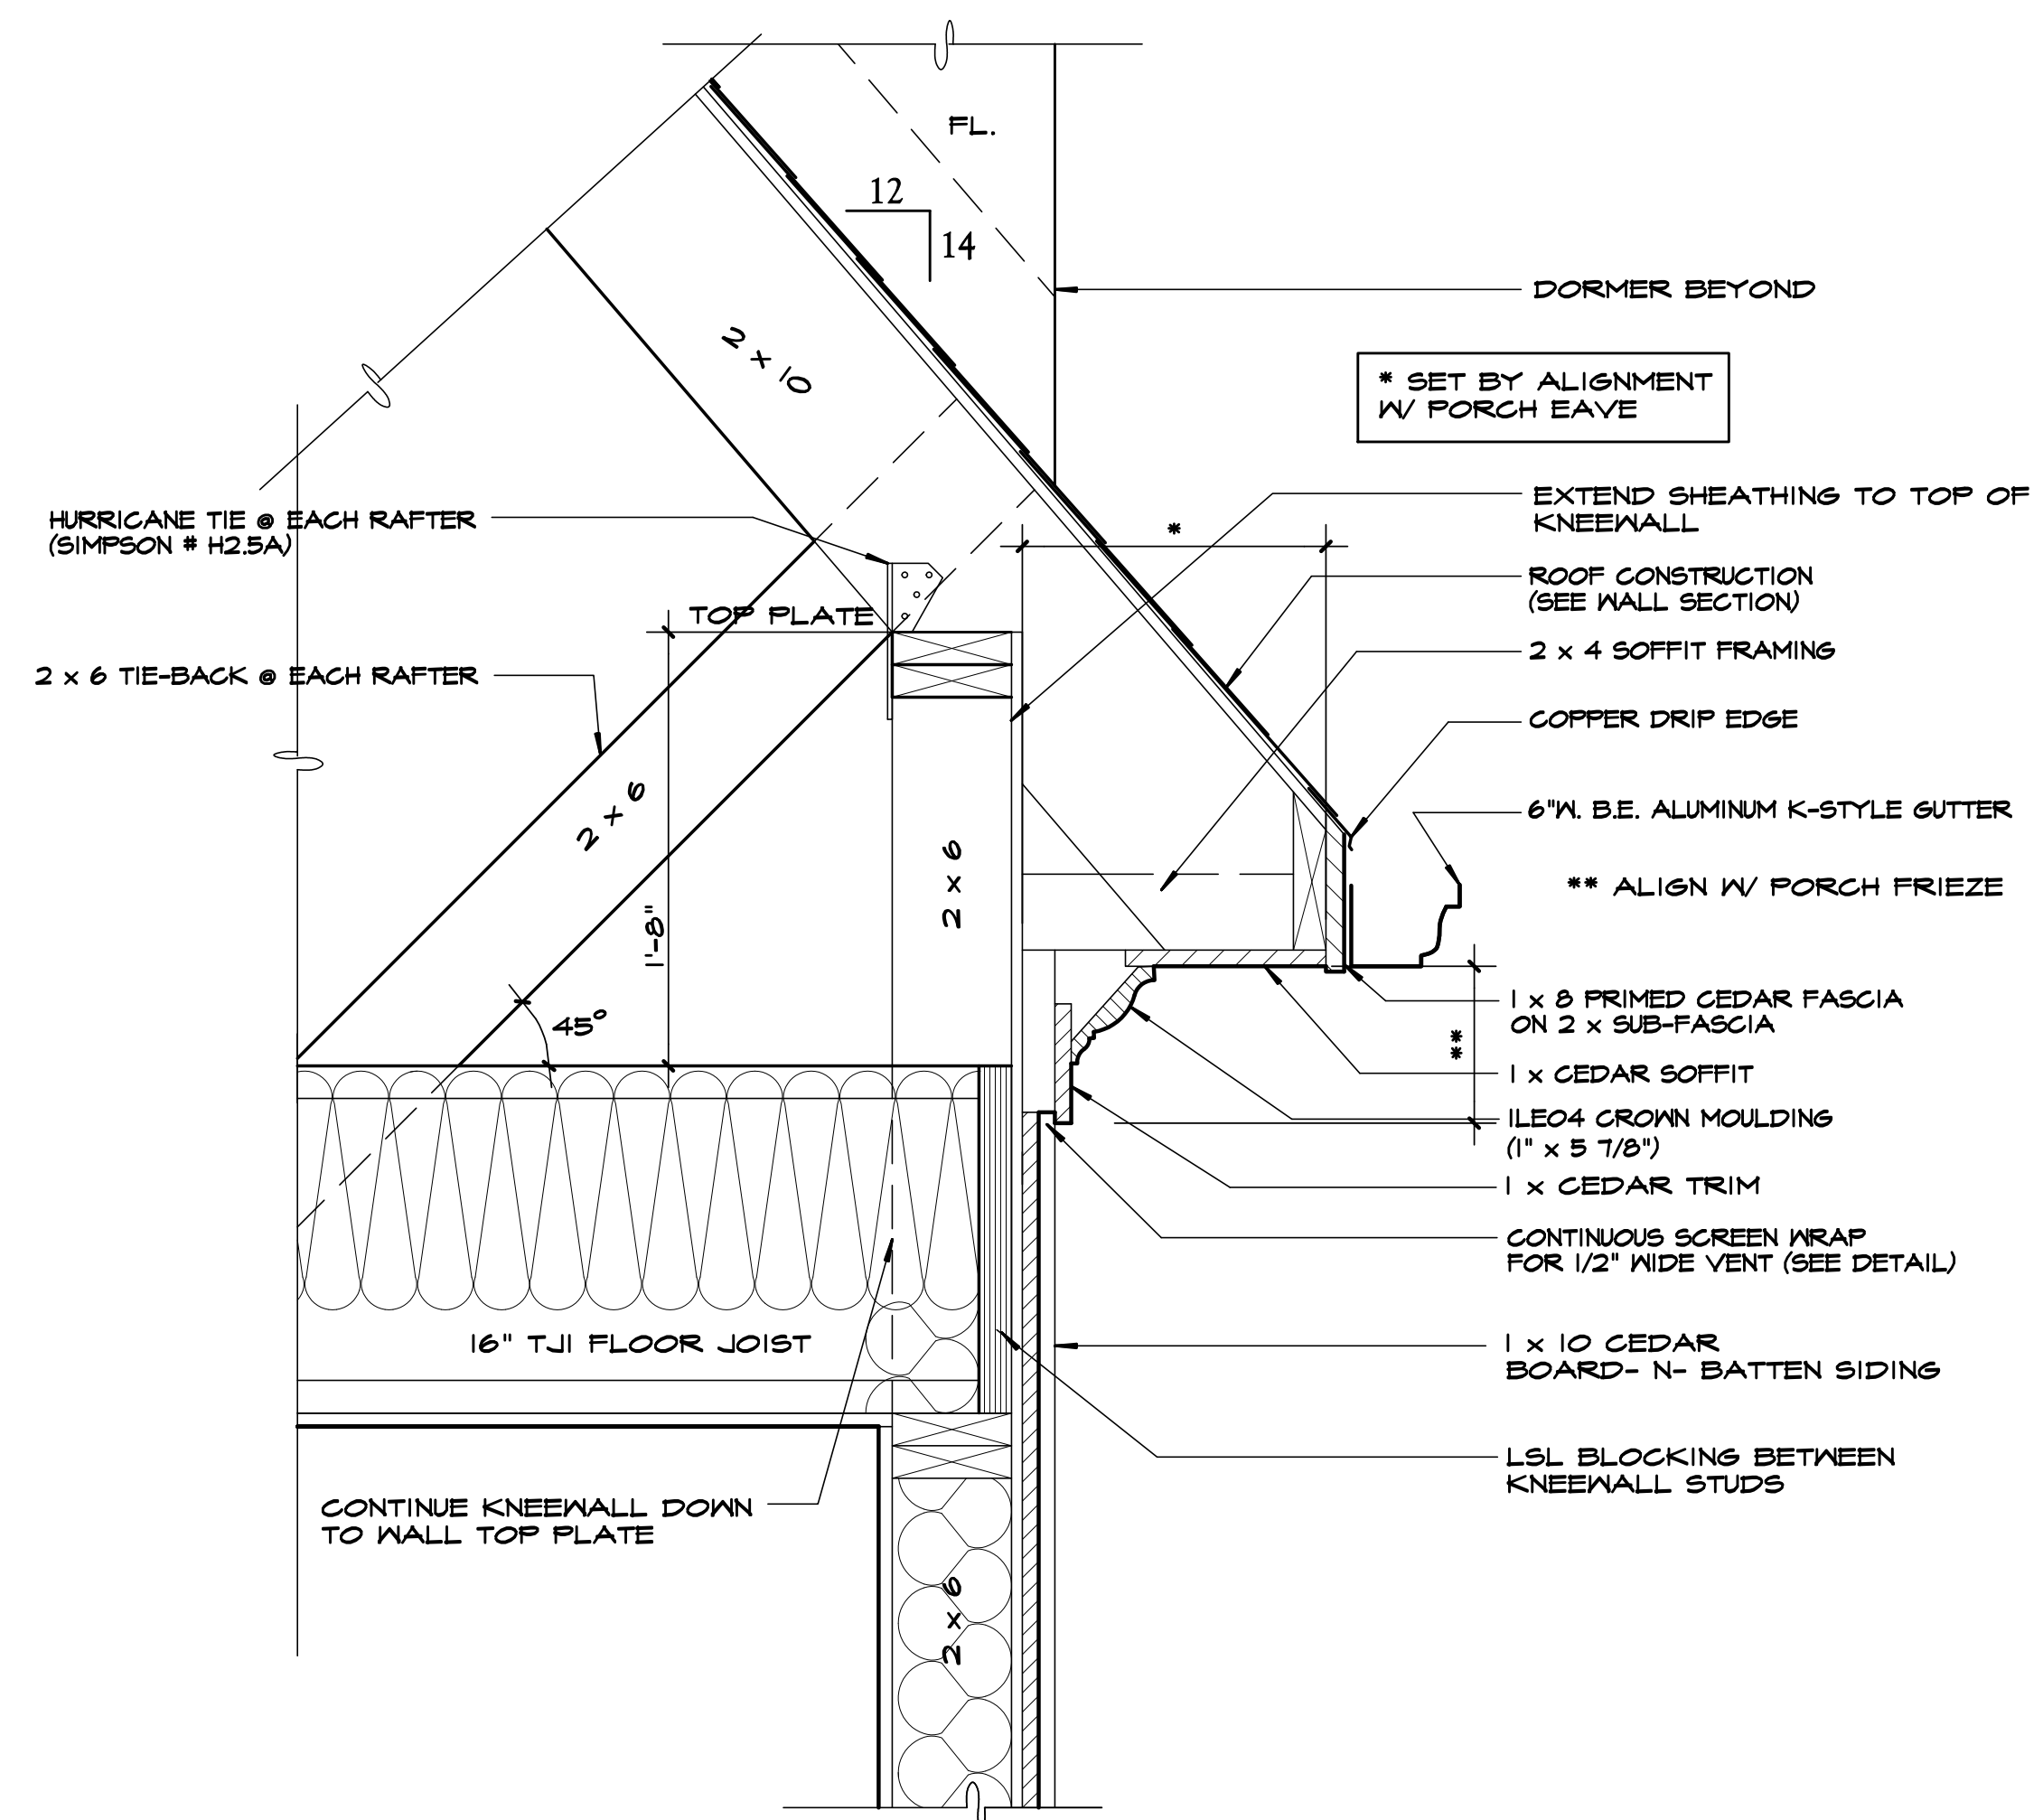 FL.
12
14
DORMER BEYOND
2 x 10
* SET BY ALIGNMENT
W/ PORCH EAVE
EXTEND SHEATHING TO TOP OF
KNEEWALL
HURRICANE TIE @ EACH RAFTER
(SIMPSON # H2.5A)
*
ROOF CONSTRUCTION
(SEE WALL SECTION)
TOP PLATE
2 x 4 SOFFIT FRAMING
2 x 6 TIE-BACK @ EACH RAFTER
COPPER DRIP EDGE
2 x 6
6"W. B.E. ALUMINUM K-STYLE GUTTER
2 x 6
** ALIGN W/ PORCH FRIEZE
1'-8"
45°
1 x 8 PRIMED CEDAR FASCIA
ON 2 x SUB-FASCIA
**
1 x CEDAR SOFFIT
ILE04 CROWN MOULDING
(1" x 5 7/8")
1 x CEDAR TRIM
CONTINUOUS SCREEN WRAP
FOR 1/2" WIDE VENT (SEE DETAIL)
16" TJI FLOOR JOIST
1 x 10 CEDAR
BOARD- N- BATTEN SIDING
LSL BLOCKING BETWEEN
KNEEWALL STUDS
CONTINUE KNEEWALL DOWN
TO WALL TOP PLATE
2 x 6